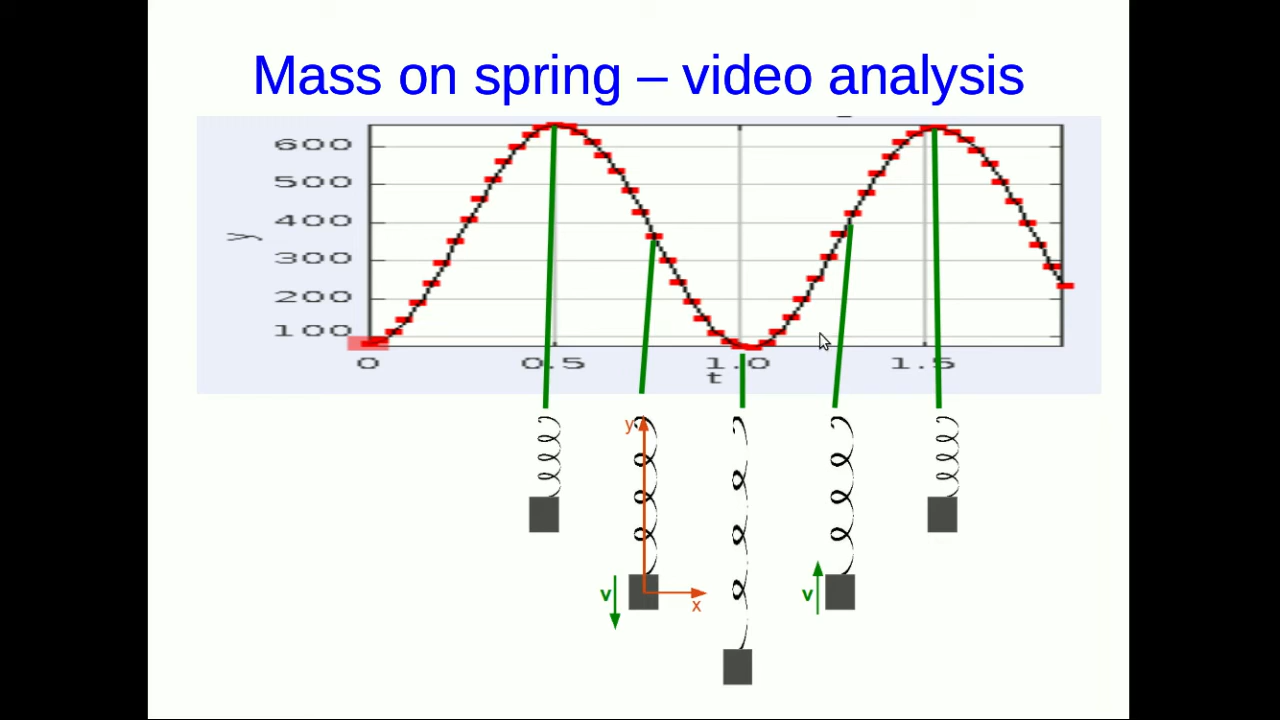 Mass on spring – video analysis
600
500
400
y
300
200
100
0 0.5 1.0 1.5
t
y
v
x
v